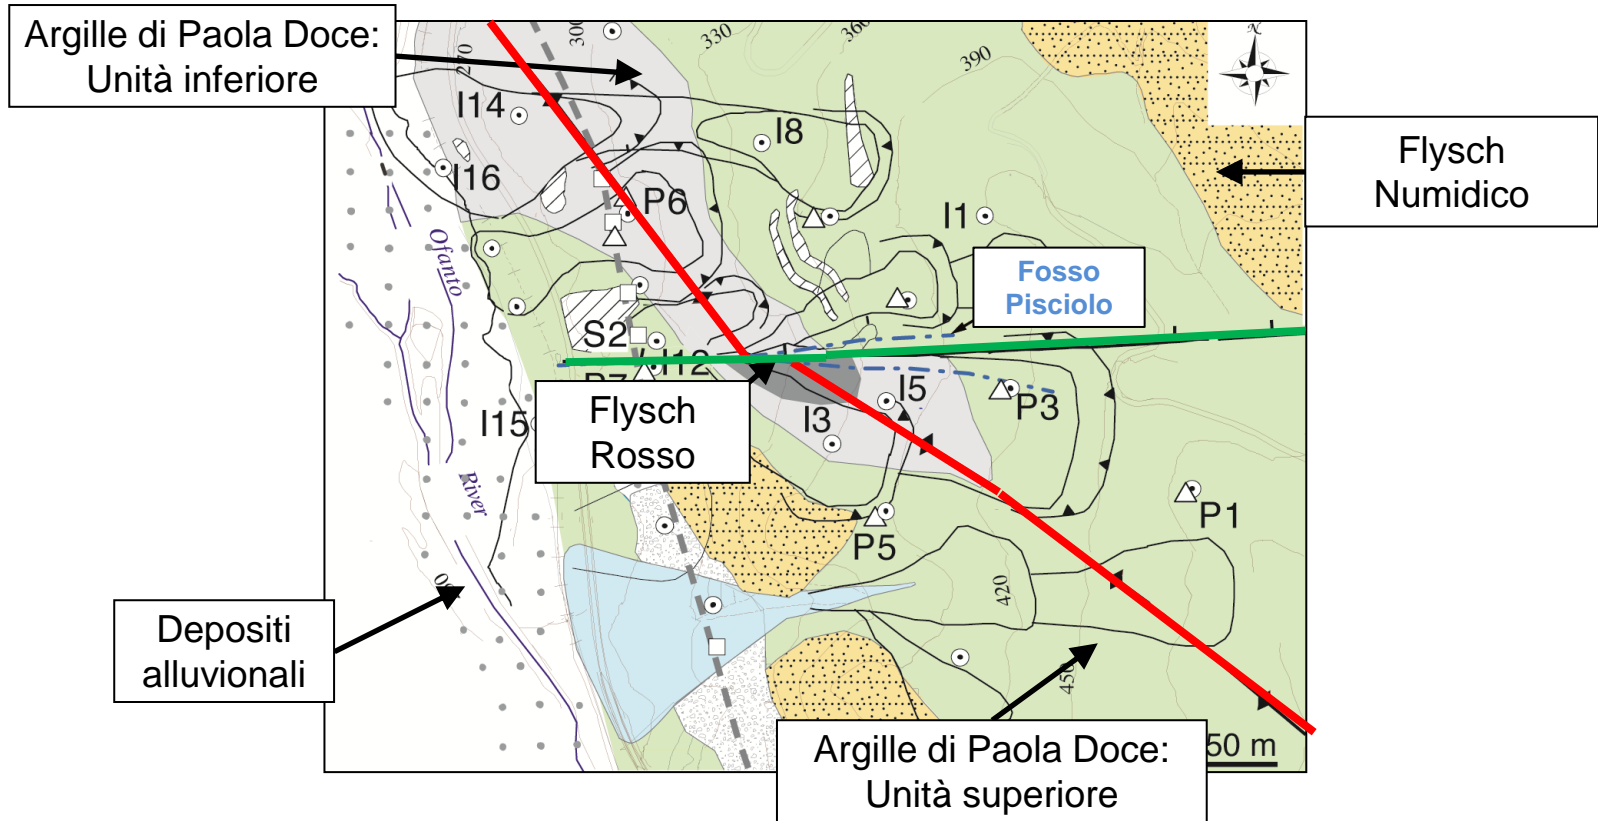 Argille di Paola Doce:
Unità inferiore
270
300
330
360
390
N
I14
I8
I16
P6
I1
Flysch
Numidico
Ofanto
Fosso
Pisciolo
S2
I12
P7
I5
P3
I3
I15
Flysch
Rosso
River
P1
P5
420
Depositi
alluvionali
450
Argille di Paola Doce:
Unità superiore
50 m